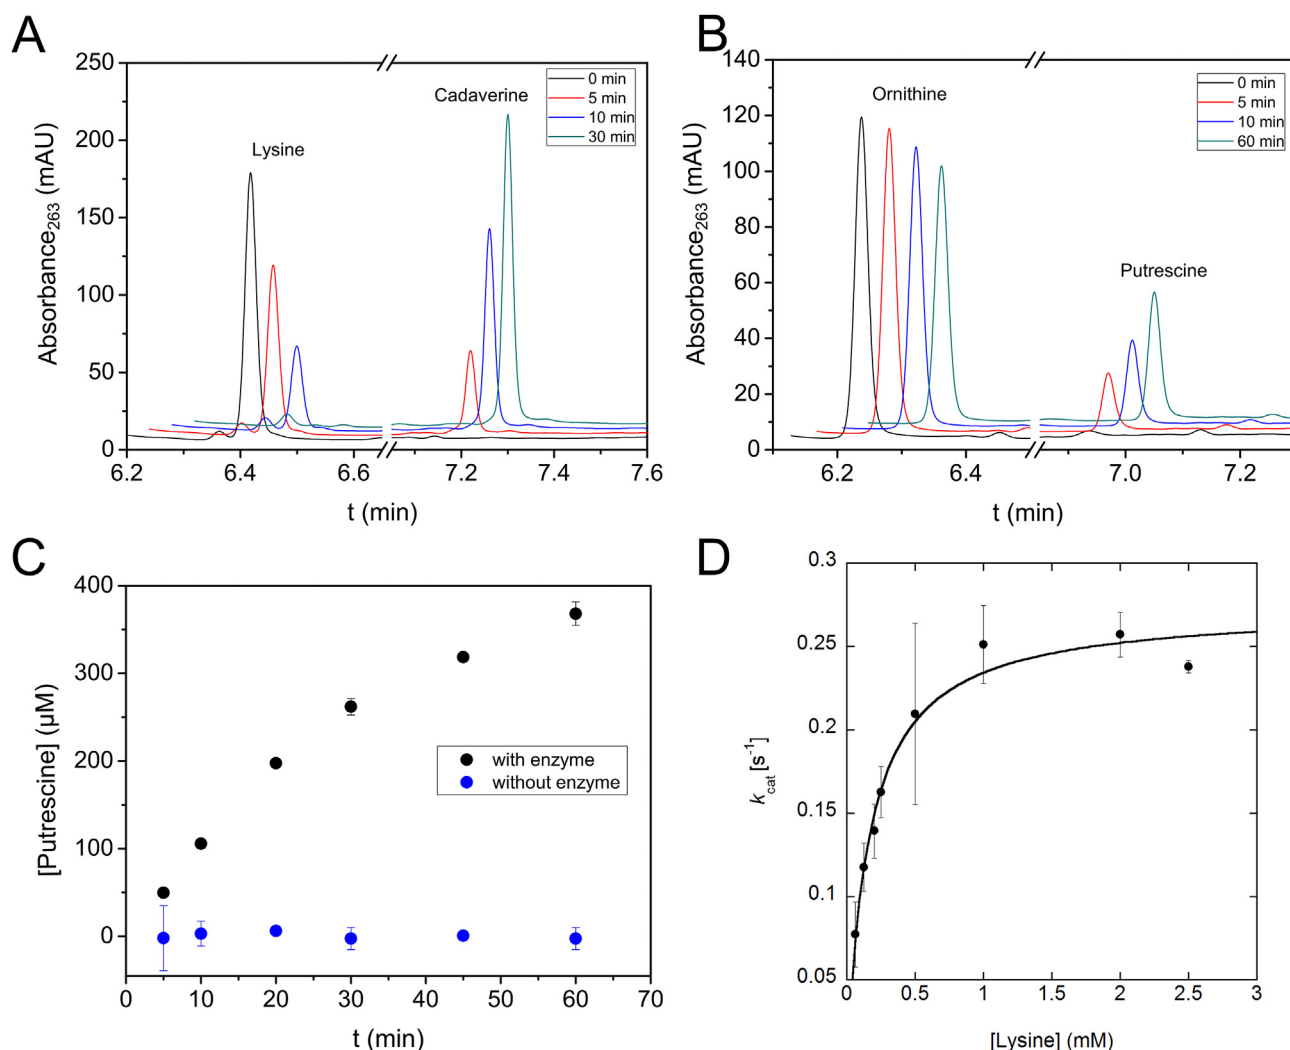 A
250
200
150
100
50
0
Absorbance263 (mAU)
Lysine
Cadaverine
0 min
5 min
10 min
30 min
6.2 6.4 6.6 7.2 7.4 7.6
t (min)
B
140
120
100
80
60
40
20
0
Absorbance263 (mAU)
Ornithine
Putrescine
0 min
5 min
10 min
60 min
6.2 6.4 7.0 7.2
t (min)
C
400
300
200
100
0
[Putrescine] (µM)
with enzyme
without enzyme
0 10 20 30 40 50 60 70
t (min)
D
0.3
0.25
0.2
0.15
0.1
0.05
kcat [s-1]
0 0.5 1 1.5 2 2.5 3
[Lysine] (mM)